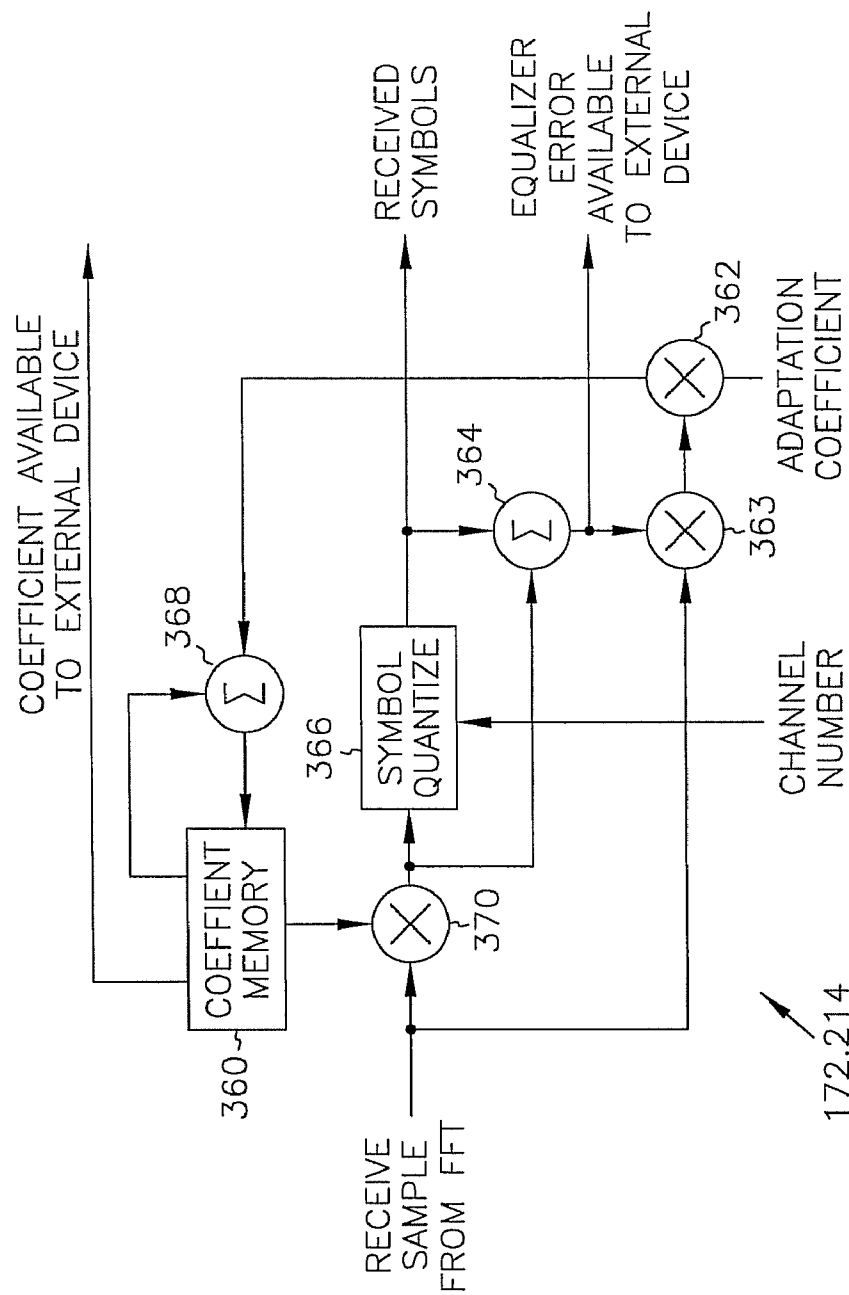 COEFFICIENT AVAILABLE
TO EXTERNAL DEVICE
368
COEFFIENT
MEMORY
360
RECEIVED
SYMBOLS
366
SYMBOL
QUANTIZE
364
EQUALIZER
ERROR
AVAILABLE
TO EXTERNAL
DEVICE
RECEIVE
SAMPLE
FROM FFT
370
Σ
Σ
362
363
CHANNEL
NUMBER
ADAPTATION
COEFFICIENT
172.214